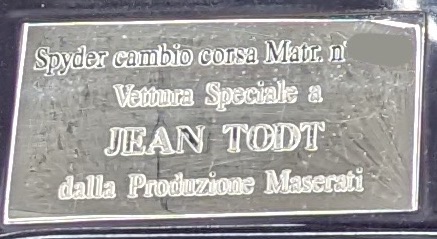 Spyder cambio corsa Matr. n°
Vettura Speciale a
JEAN TODT
dalla Produzione Maserati